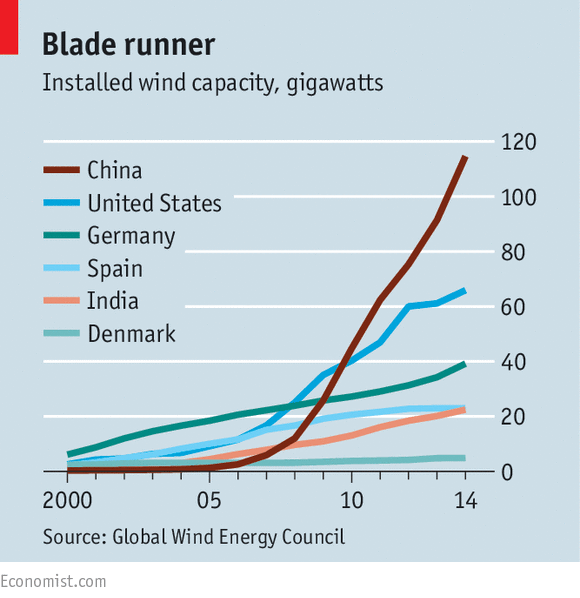 Blade runner
Installed wind capacity, gigawatts
120
China
United States
100
Germany
80
Spain
India
60
Denmark
40
20
0
2000
05
10
14
Source: Global Wind Energy Council
Economist.com